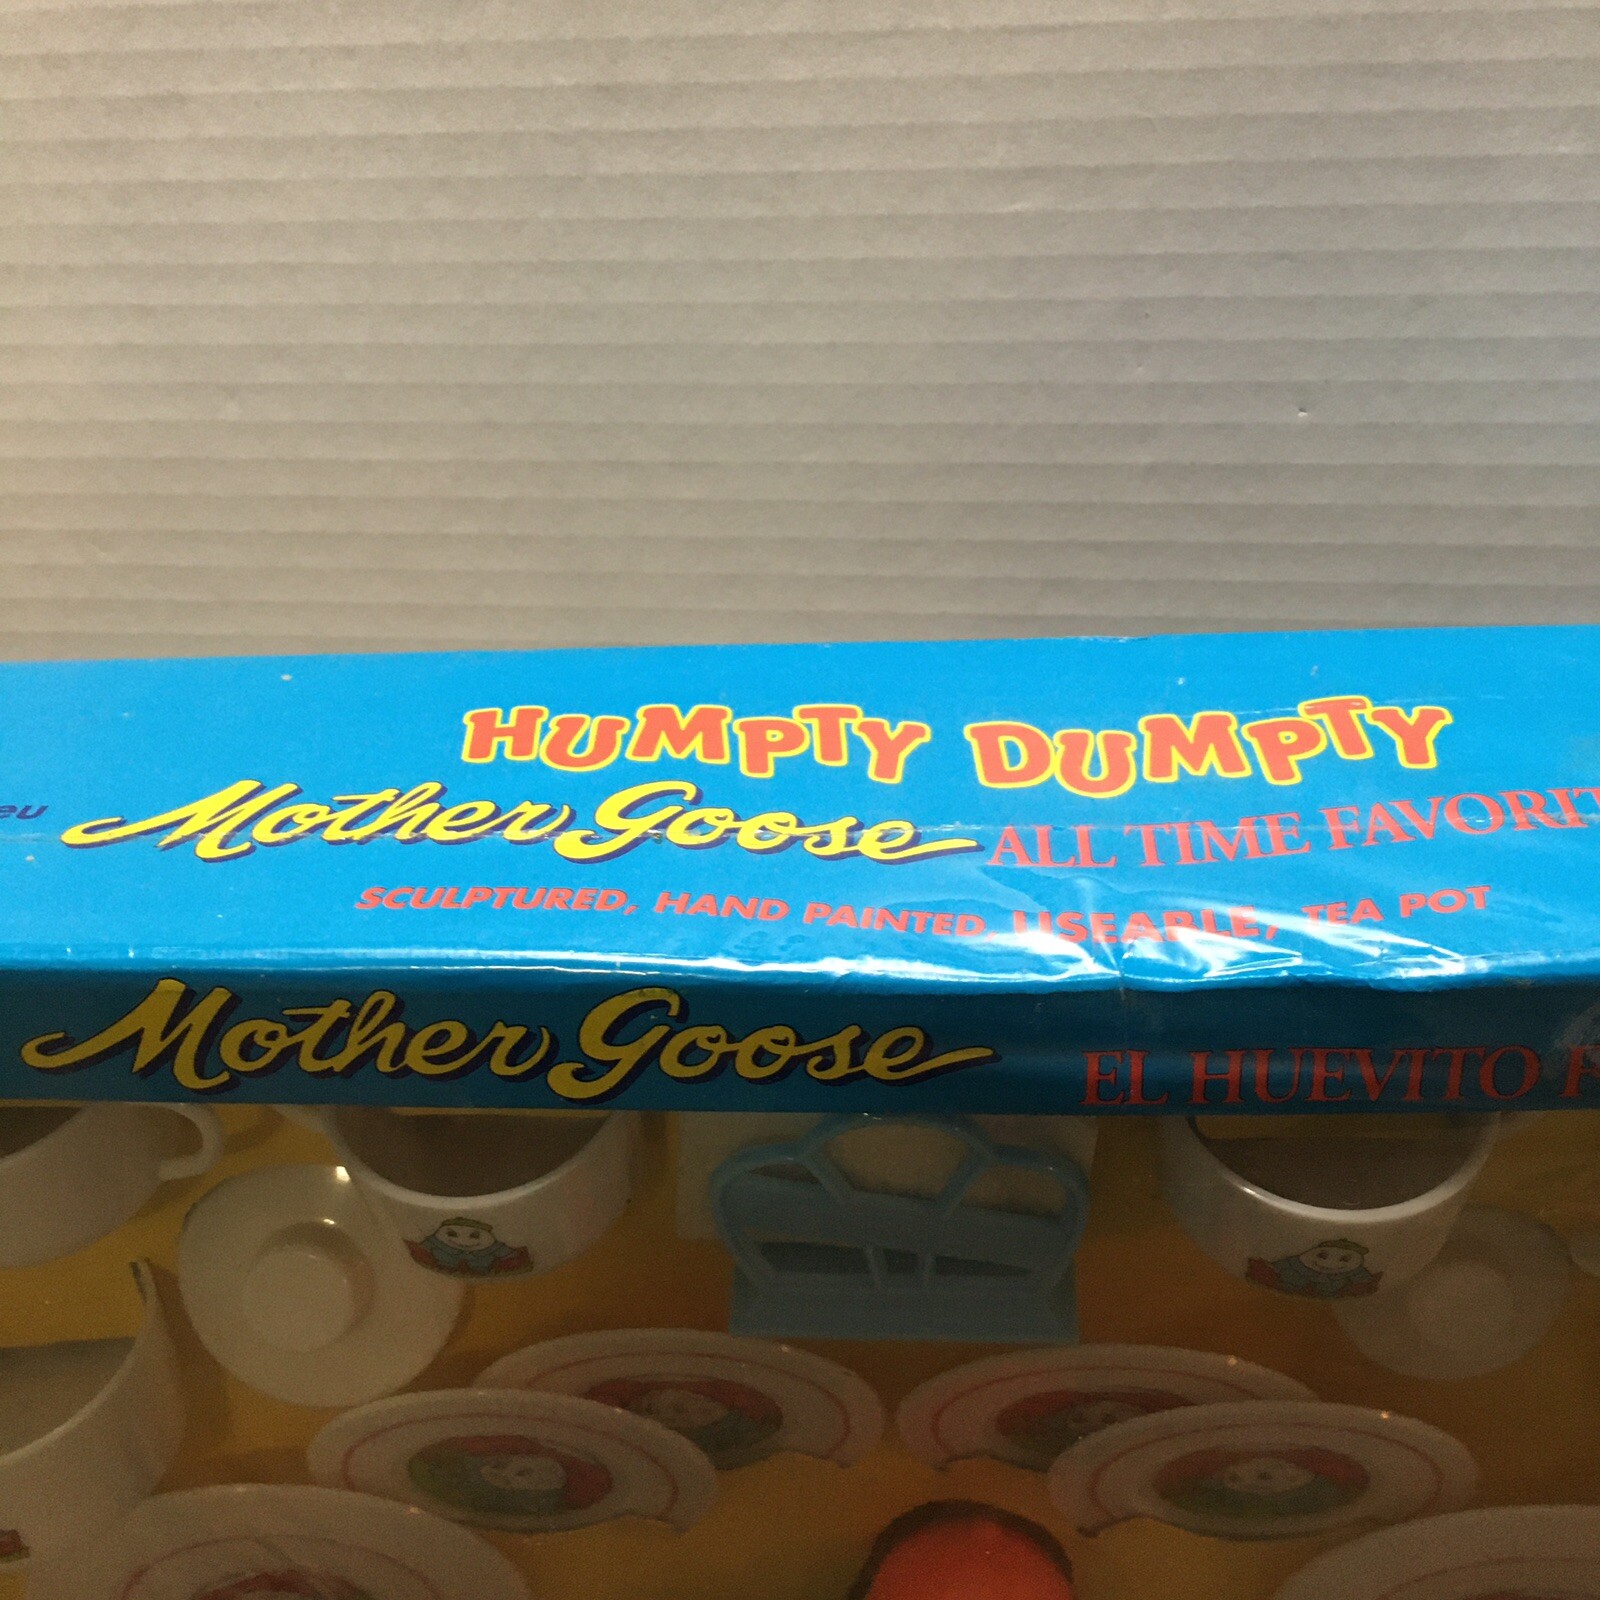 HUMPTY DUMPTY
Mother Goose ALL TIME FAVORIT
SCULPTURED, HAND PAINTED, USEABLE, TEA POT
Mother Goose EL HUEVITO F